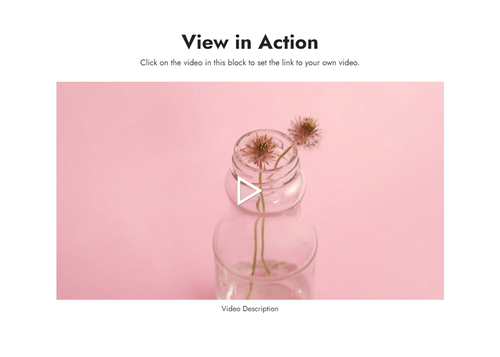 View in Action
Click on the video in this block to set the link to your own video.
Video Description